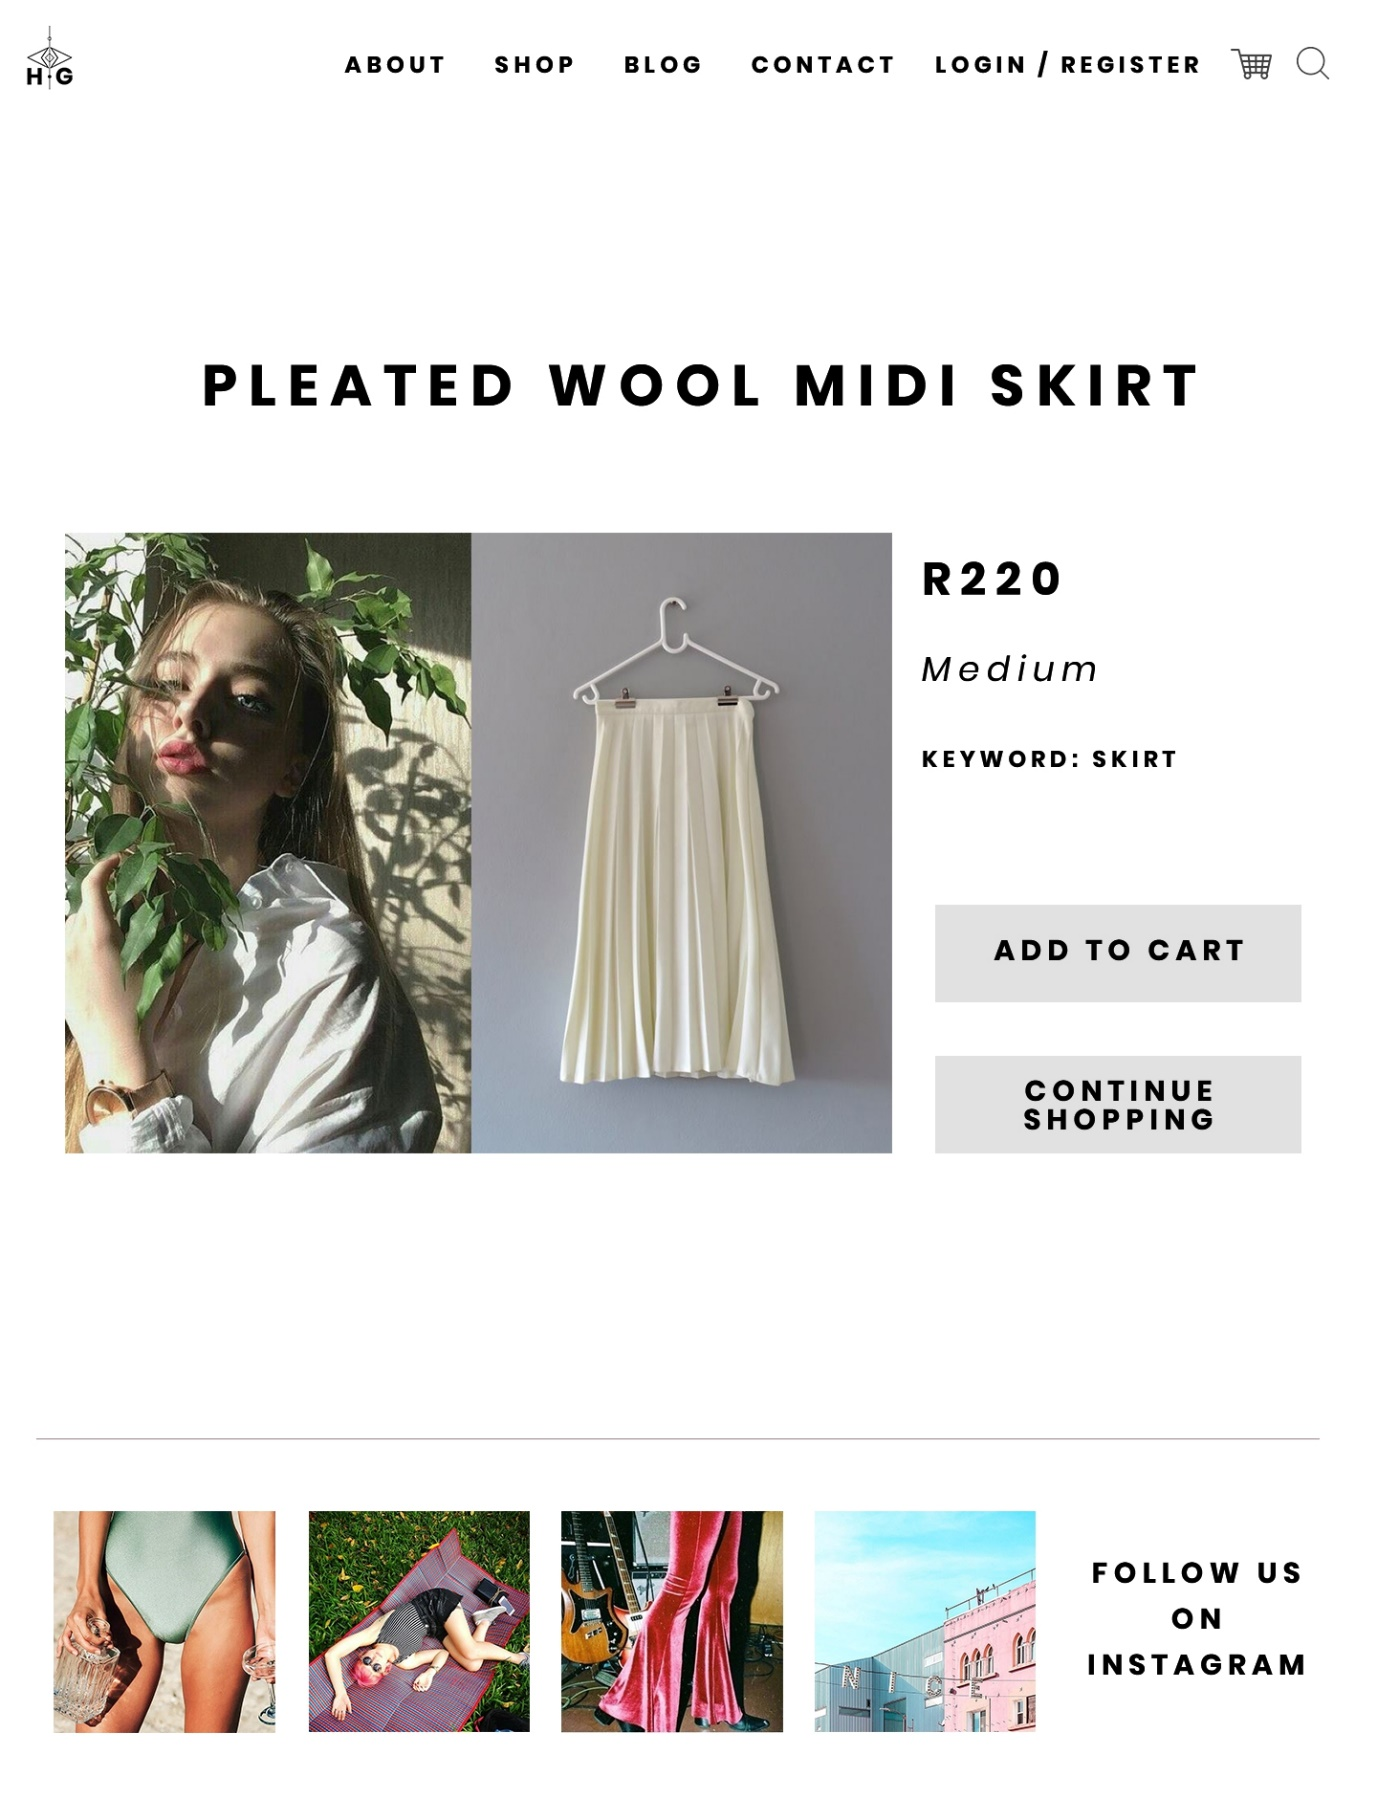 H·G
ABOUT SHOP BLOG CONTACT LOGIN / REGISTER
PLEATED WOOL MIDI SKIRT
R220
Medium
KEYWORD: SKIRT
ADD TO CART
CONTINUE
SHOPPING
NICE
FOLLOW US
ON
INSTAGRAM